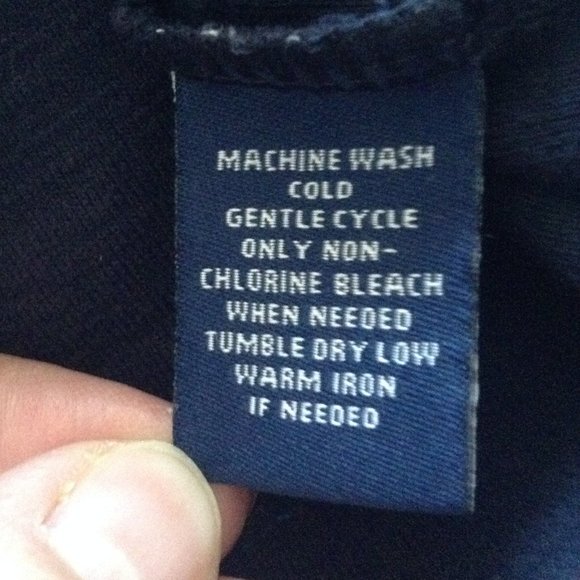 MACHINE WASH
COLD
GENTLE CYCLE
ONLY NON-
CHLORINE BLEACH
WHEN NEEDED
TUMBLE DRY LOW
WARM IRON
IF NEEDED